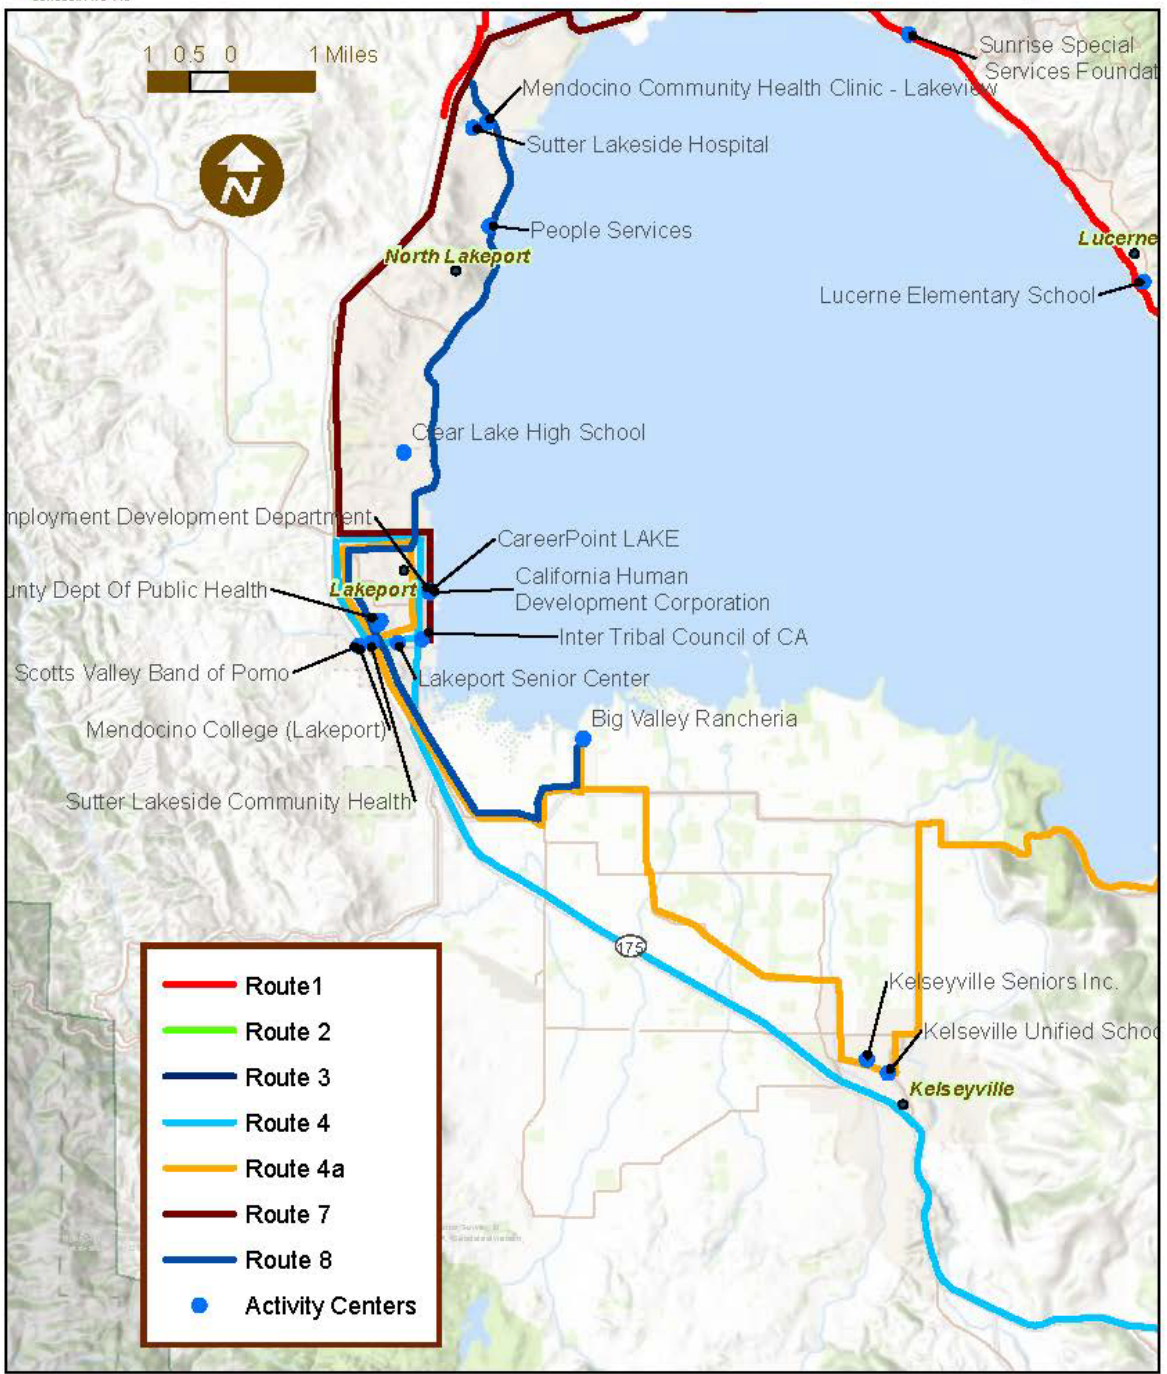 1 0.5 0 1 Miles
N
Sunrise Special
Services Foundat
Mendocino Community Health Clinic - Lakeview
Sutter Lakeside Hospital
People Services
North Lakeport
Lucerne
Lucerne Elementary School
Clear Lake High School
mployment Development Department
CareerPoint LAKE
California Human
Development Corporation
unty Dept Of Public Health
Lakeport
Inter Tribal Council of CA
Scotts Valley Band of Pomo
Lakeport Senior Center
Big Valley Rancheria
Mendocino College (Lakeport)
Sutter Lakeside Community Health
175
Kelseyville Seniors Inc.
Kelseville Unified Schoo
Kelseyville
Route1
Route 2
Route 3
Route 4
Route 4a
Route 7
Route 8
Activity Centers